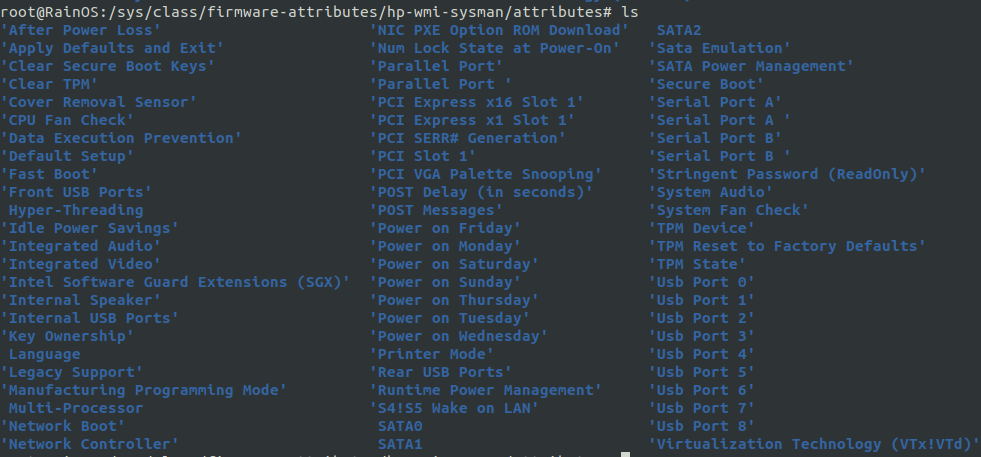 root@RainOS:/sys/class/firmware-attributes/hp-wmi-sysman/attributes# ls
'After Power Loss' 'NIC PXE Option ROM Download' SATA2
'Apply Defaults and Exit' 'Num Lock State at Power-On' 'Sata Emulation'
'Clear Secure Boot Keys' 'Parallel Port' 'SATA Power Management'
'Clear TPM' 'Parallel Port ' 'Secure Boot'
'Cover Removal Sensor' 'PCI Express x16 Slot 1' 'Serial Port A'
'CPU Fan Check' 'PCI Express x1 Slot 1' 'Serial Port A '
'Data Execution Prevention' 'PCI SERR# Generation' 'Serial Port B'
'Default Setup' 'PCI Slot 1' 'Serial Port B '
'Fast Boot' 'PCI VGA Palette Snooping' 'Stringent Password (ReadOnly)'
'Front USB Ports' 'POST Delay (in seconds)' 'System Audio'
Hyper-Threading 'POST Messages' 'System Fan Check'
'Idle Power Savings' 'Power on Friday' 'TPM Device'
'Integrated Audio' 'Power on Monday' 'TPM Reset to Factory Defaults'
'Integrated Video' 'Power on Saturday' 'TPM State'
'Intel Software Guard Extensions (SGX)' 'Power on Sunday' 'Usb Port 0'
'Internal Speaker' 'Power on Thursday' 'Usb Port 1'
'Internal USB Ports' 'Power on Tuesday' 'Usb Port 2'
'Key Ownership' 'Power on Wednesday' 'Usb Port 3'
Language 'Printer Mode' 'Usb Port 4'
'Legacy Support' 'Rear USB Ports' 'Usb Port 5'
'Manufacturing Programming Mode' 'Runtime Power Management' 'Usb Port 6'
Multi-Processor 'S4!S5 Wake on LAN' 'Usb Port 7'
'Network Boot' SATA0 'Usb Port 8'
'Network Controller' SATA1 'Virtualization Technology (VTx!VTd)'